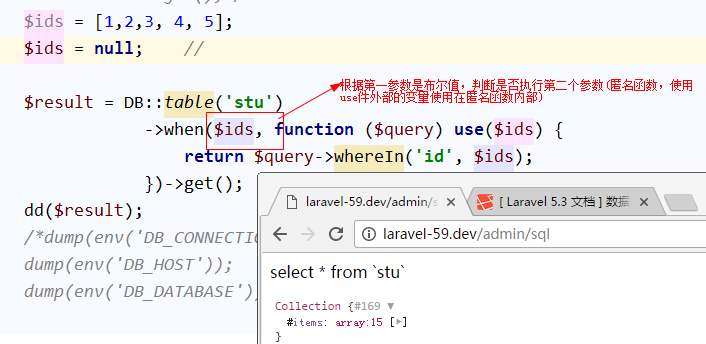 $ids = [1,2,3, 4, 5];
$ids = null;    //
根据第一参数是布尔值，判断是否执行第二个参数(匿名函数，使用
use件外部的变量使用在匿名函数内部)
$result = DB::table('stu')
->when($ids, function ($query) use($ids) {
return $query->whereIn('id', $ids);
})->get();
dd($result);
/*dump(env('DB_CONNECTIO
dump(env('DB_HOST'));
dump(env('DB_DATABASE')
laravel-59.dev/admin/s
[ Laravel 5.3 文档 ] 数据
laravel-59.dev/admin/sql
select * from `stu`
Collection {#169 ▼
#items: array:15 [▶]
}